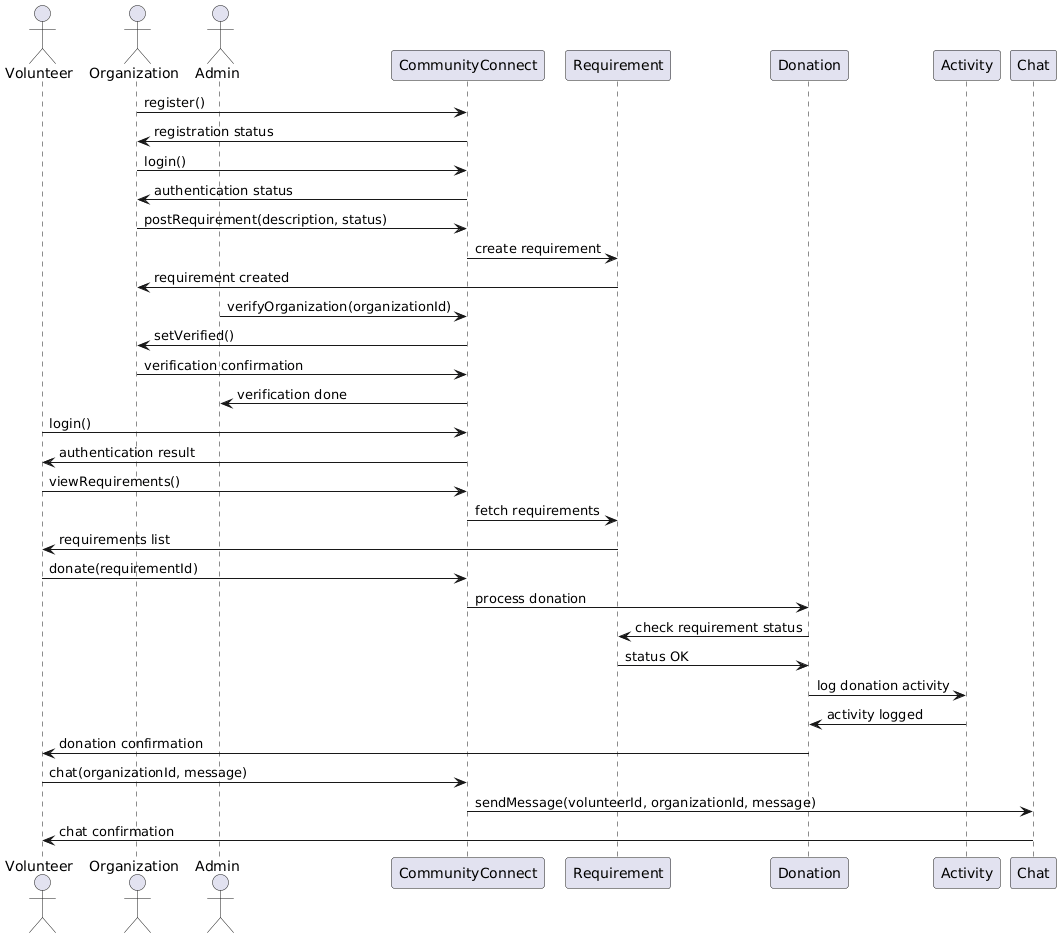 Volunteer Organization Admin CommunityConnect Requirement Donation Activity Chat
register()
registration status
login()
authentication status
postRequirement(description, status)
create requirement
requirement created
verifyOrganization(organizationId)
setVerified()
verification confirmation
verification done
login()
authentication result
viewRequirements()
fetch requirements
requirements list
donate(requirementId)
process donation
check requirement status
status OK
log donation activity
activity logged
donation confirmation
chat(organizationId, message)
sendMessage(volunteerId, organizationId, message)
chat confirmation
Volunteer Organization Admin CommunityConnect Requirement Donation Activity Chat